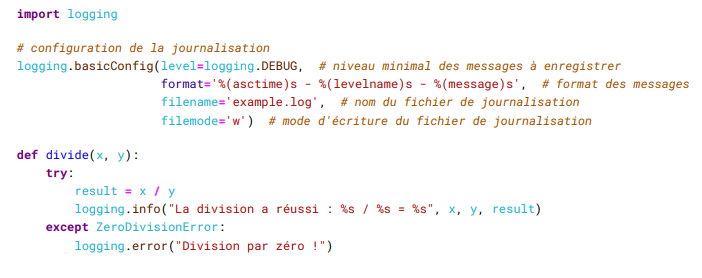 import logging

# configuration de la journalisation
logging.basicConfig(level=logging.DEBUG,  # niveau minimal des messages à enregistrer
                    format='%(asctime)s - %(levelname)s - %(message)s',  # format des messages
                    filename='example.log',  # nom du fichier de journalisation
                    filemode='w')  # mode d'écriture du fichier de journalisation

def divide(x, y):
    try:
        result = x / y
        logging.info("La division a réussi : %s / %s = %s", x, y, result)
    except ZeroDivisionError:
        logging.error("Division par zéro !")